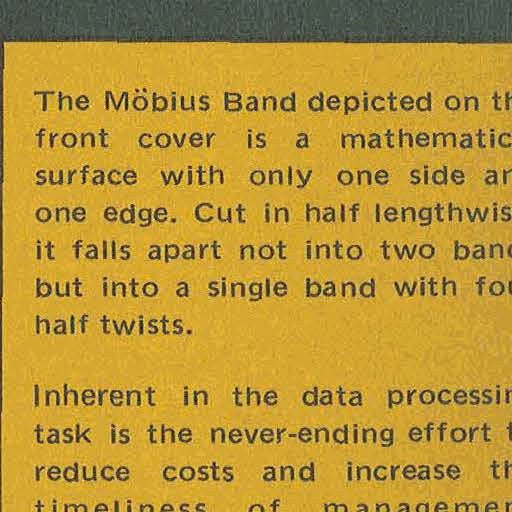 The Möbius Band depicted on th
front cover is a mathematic
surface with only one side an
one edge. Cut in half lengthwis
it falls apart not into two band
but into a single band with fou
half twists.
Inherent in the data processin
task is the never-ending effort t
reduce costs and increase th
timeliness of managemen